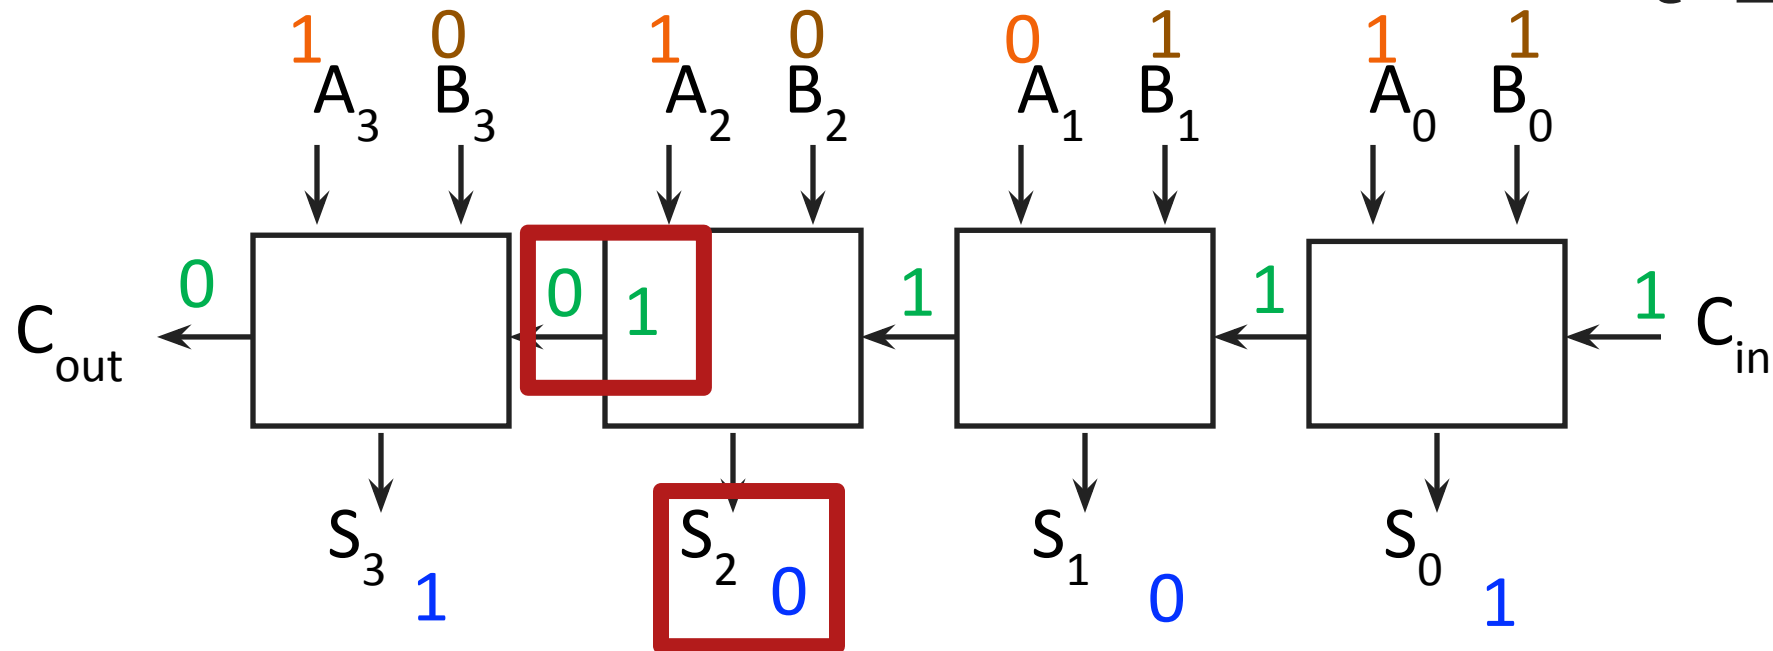 1 0 1 0 0 1 1 1
A3 B3 A2 B2 A1 B1 A0 B0
Cout 0 0 1 1 1 1 Cin
S3 1 S2 0 S1 0 S0 1